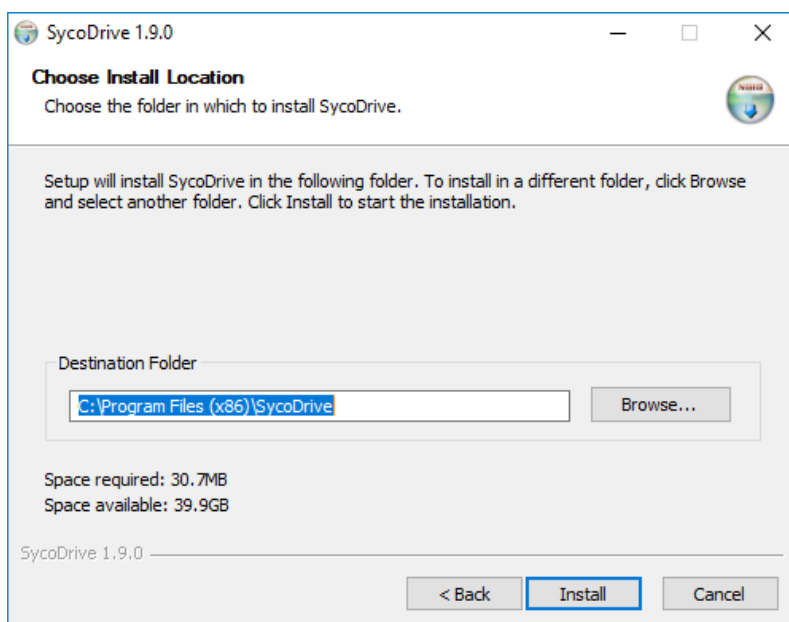 SycoDrive 1.9.0
Choose Install Location
Choose the folder in which to install SycoDrive.
Setup will install SycoDrive in the following folder. To install in a different folder, click Browse
and select another folder. Click Install to start the installation.
Destination Folder
C:\Program Files (x86)\SycoDrive
Browse...
Space required: 30.7MB
Space available: 39.9GB
SycoDrive 1.9.0
< Back
Install
Cancel